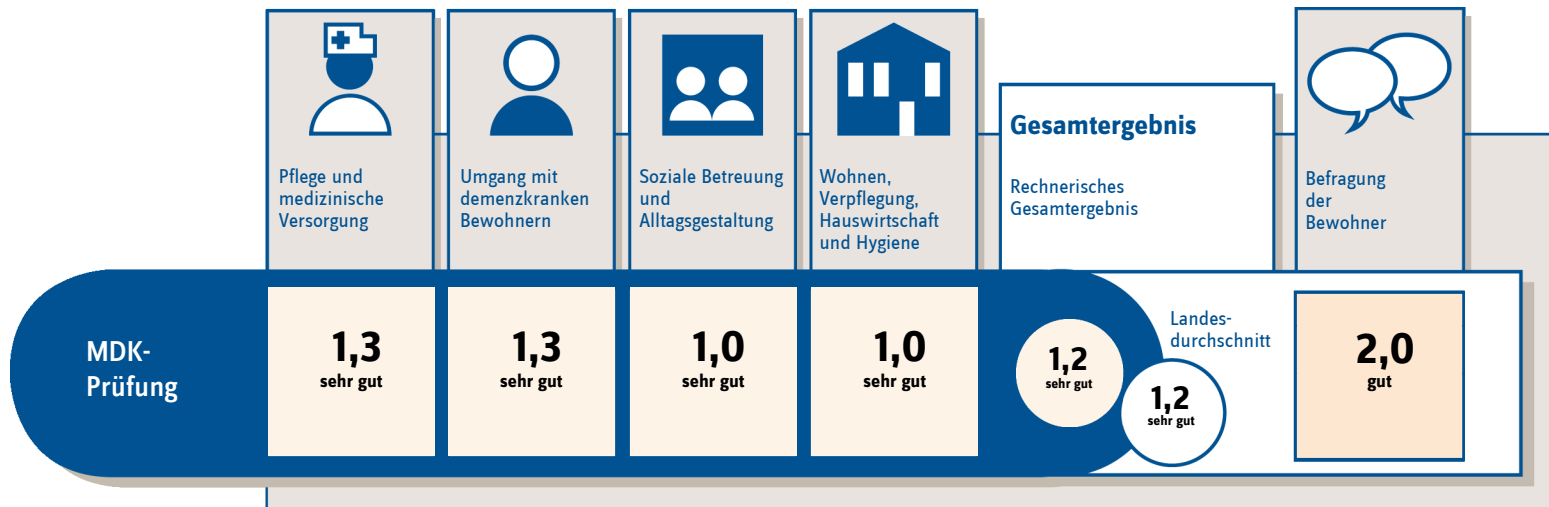 Pflege und
medizinische
Versorgung
Umgang mit
demenzkranken
Bewohnern
Soziale Betreuung
und
Alltagsgestaltung
Wohnen,
Verpflegung,
Hauswirtschaft
und Hygiene
Gesamtergebnis
Rechnerisches
Gesamtergebnis
Befragung
der
Bewohner
MDK-
Prüfung
1,3
sehr gut
1,3
sehr gut
1,0
sehr gut
1,0
sehr gut
1,2
sehr gut
Landes-
durchschnitt
1,2
sehr gut
2,0
gut